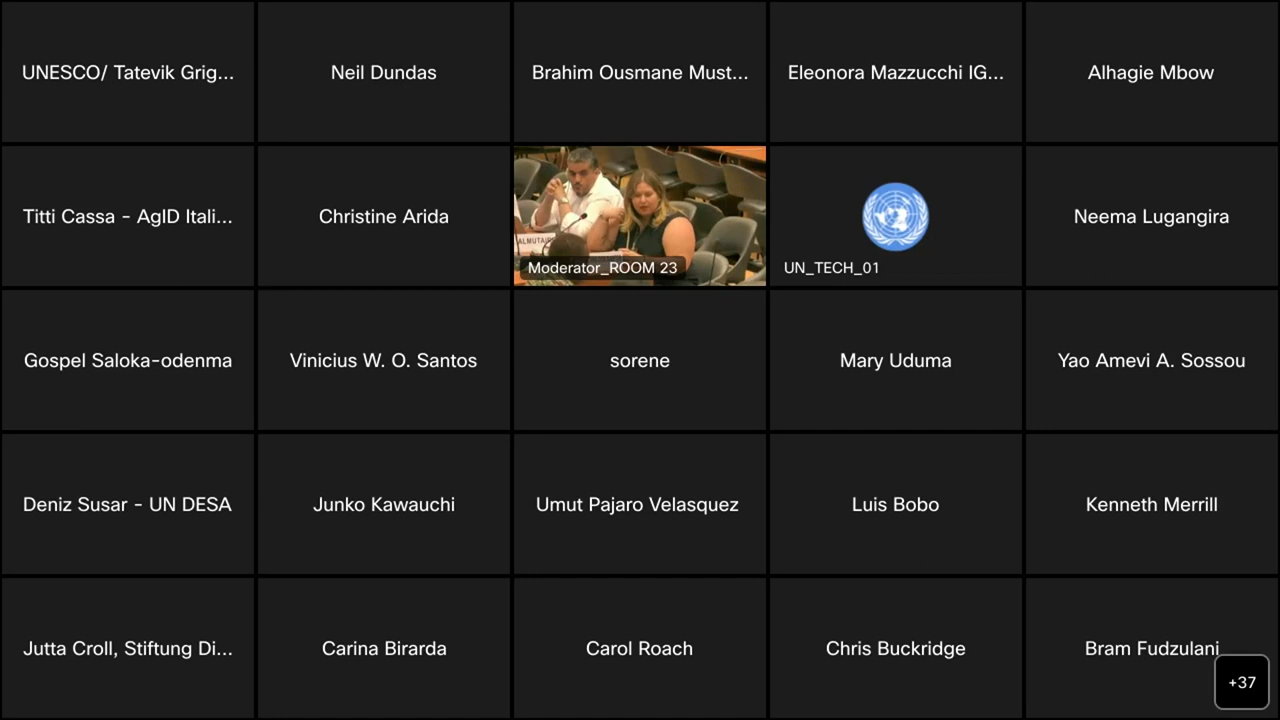 UNESCO/ Tatevik Grig...
Neil Dundas
Brahim Ousmane Must...
Eleonora Mazzucchi IG...
Alhagie Mbow
Titti Cassa - AgID Itali...
Christine Arida
ALMUTAIRI
Moderator_ROOM 23
UN_TECH_01
Neema Lugangira
Gospel Saloka-odenma
Vinicius W. O. Santos
sorene
Mary Uduma
Yao Amevi A. Sossou
Deniz Susar - UN DESA
Junko Kawauchi
Umut Pajaro Velasquez
Luis Bobo
Kenneth Merrill
Jutta Croll, Stiftung Di...
Carina Birarda
Carol Roach
Chris Buckridge
Bram Fudzulani
+37